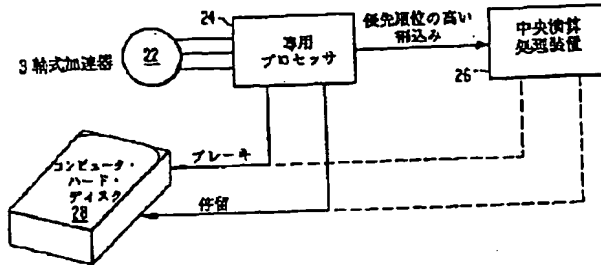 24
専用
プロセッサ
優先順位の高い
割込み
中央演算
処理装置
26
3軸式加速器
22
ブレーキ
停留
コンピュータ・
ハード・
ディスク
28